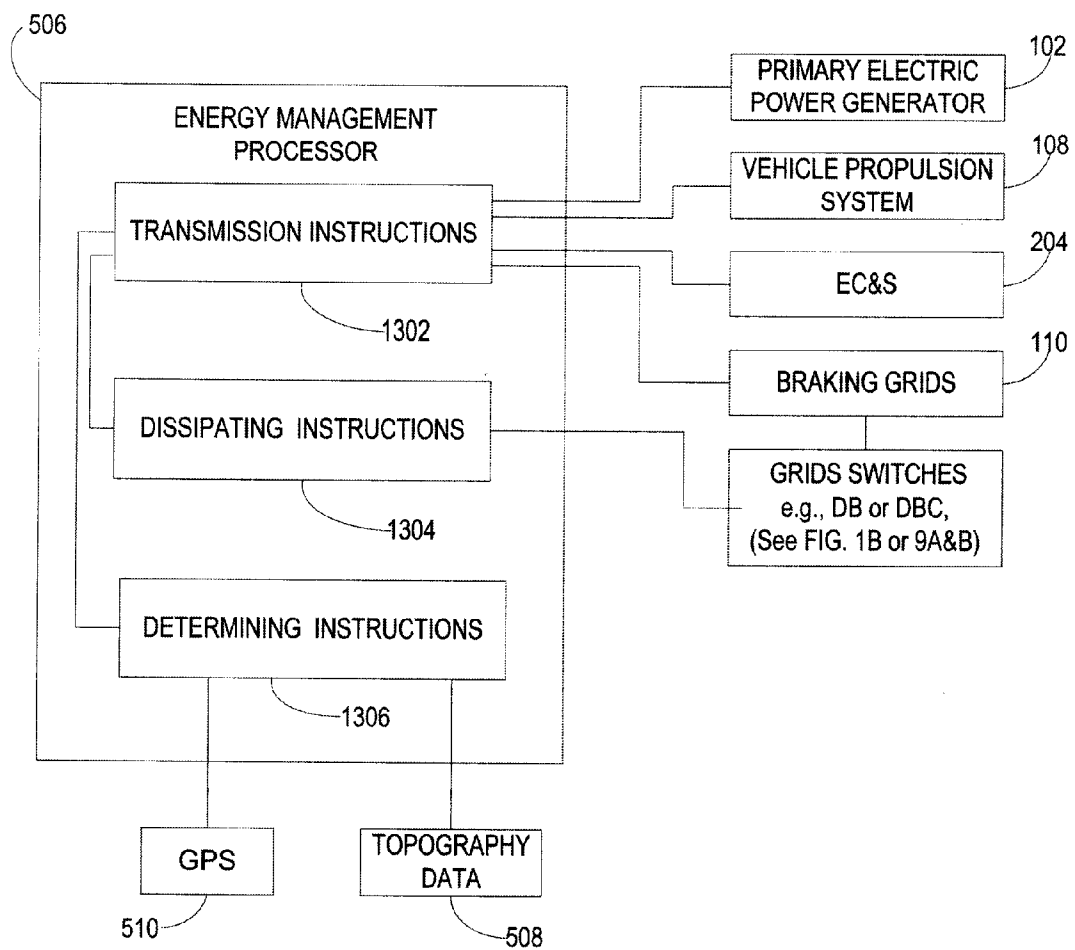 506
ENERGY MANAGEMENT
PROCESSOR
TRANSMISSION INSTRUCTIONS
1302
DISSIPATING INSTRUCTIONS
1304
DETERMINING INSTRUCTIONS
1306
GPS
510
TOPOGRAPHY
DATA
508
102
PRIMARY ELECTRIC
POWER GENERATOR
108
VEHICLE PROPULSION
SYSTEM
204
EC&S
110
BRAKING GRIDS
GRIDS SWITCHES
e.g., DB or DBC,
(See FIG. 1B or 9A&B)